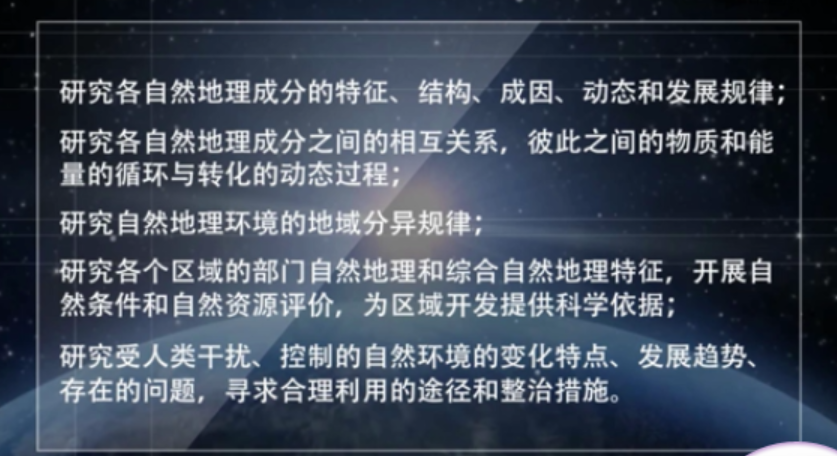 研究各自然地理成分的特征、结构、成因、动态和发展规律；
研究各自然地理成分之间的相互关系，彼此之间的物质和能
量的循环与转化的动态过程；
研究自然地理环境的地域分异规律；
研究各个区域的部门自然地理和综合自然地理特征，开展自
然条件和自然资源评价，为区域开发提供科学依据；
研究受人类干扰、控制的自然环境的变化特点、发展趋势、
存在的问题，寻求合理利用的途径和整治措施。